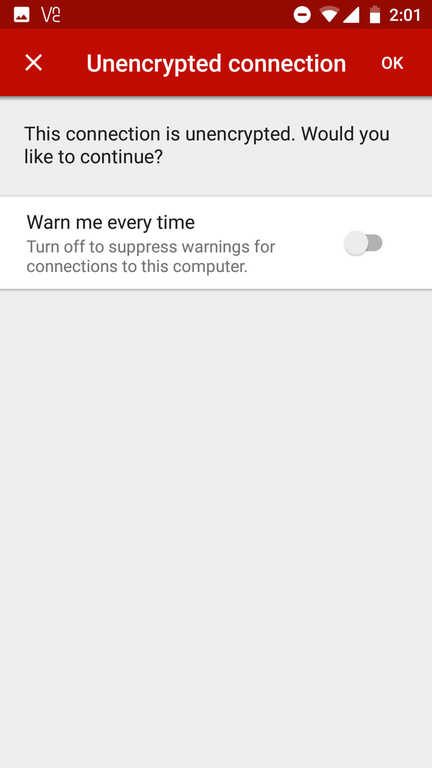 2:01
Unencrypted connection
OK
This connection is unencrypted. Would you
like to continue?
Warn me every time
Turn off to suppress warnings for
connections to this computer.